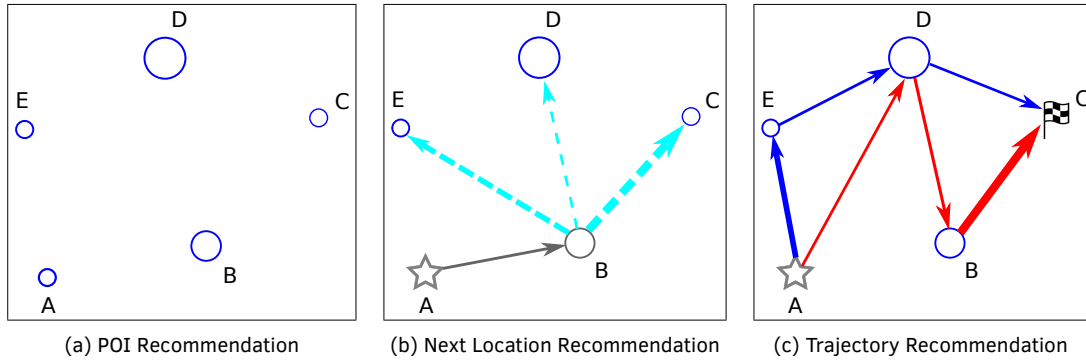 D
E
C
B
A
(a) POI Recommendation
D
E
C
B
A
(b) Next Location Recommendation
D
E
C
B
A
(c) Trajectory Recommendation